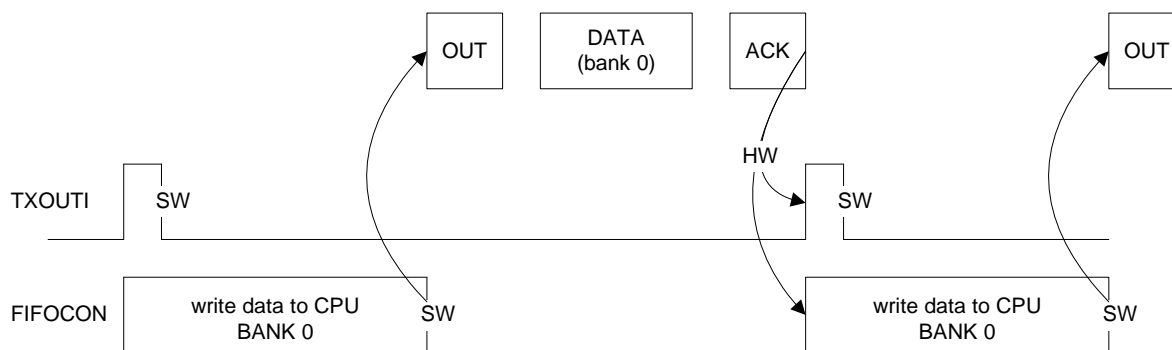 OUT DATA (bank 0) ACK OUT
HW
TXOUTI SW SW
FIFOCON write data to CPU BANK 0 SW write data to CPU BANK 0 SW